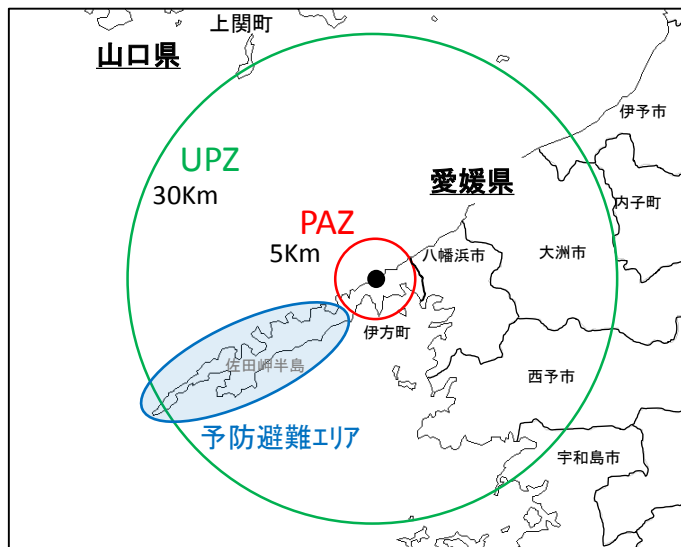 上関町
山口県
伊予市
UPZ
30Km
愛媛県
内子町
PAZ
5Km
八幡浜市
大洲市
伊方町
佐田岬半島
西予市
予防避難エリア
宇和島市